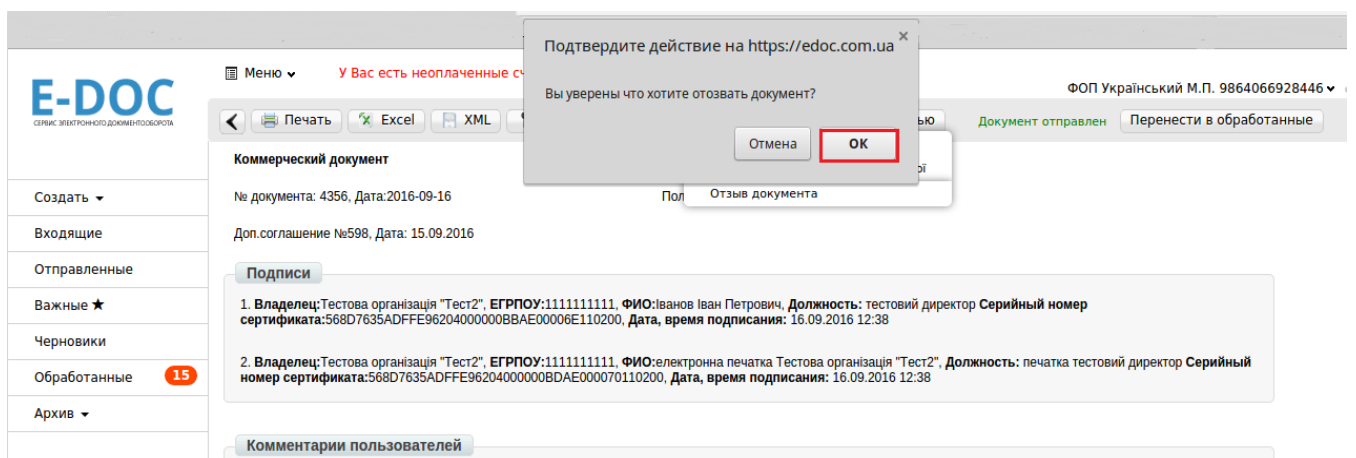 Подтвердите действие на https://edoc.com.ua ×
Вы уверены что хотите отозвать документ?
Отмена
ОК
E-DOC
СЕРВИС ЭЛЕКТРОННОГО ДОКУМЕНТООБОРОТА
Меню
У Вас есть неоплаченные
ФОП Український М.П. 9864066928446
Печать
Excel
XML
Документ отправлен
Перенести в обработанные
Коммерческий документ
№ документа: 4356, Дата:2016-09-16
Отзыв документа
Доп.соглашение №598, Дата: 15.09.2016
Создать
Входящие
Отправленные
Важные ★
Черновики
Обработанные 15
Архив
Подписи
1. Владелец:Тестова організація "Тест2", ЕГРПОУ:1111111111, ФИО:Іванов Іван Петрович, Должность: тестовий директор Серийный номер
сертификата:568D7635ADFFE96204000000BBAE00006E110200, Дата, время подписания: 16.09.2016 12:38
2. Владелец:Тестова організація "Тест2", ЕГРПОУ:1111111111, ФИО:електронна печатка Тестова організація "Тест2", Должность: печатка тестовий директор Серийный
номер сертификата:568D7635ADFFE96204000000BDAE000070110200, Дата, время подписания: 16.09.2016 12:38
Комментарии пользователей